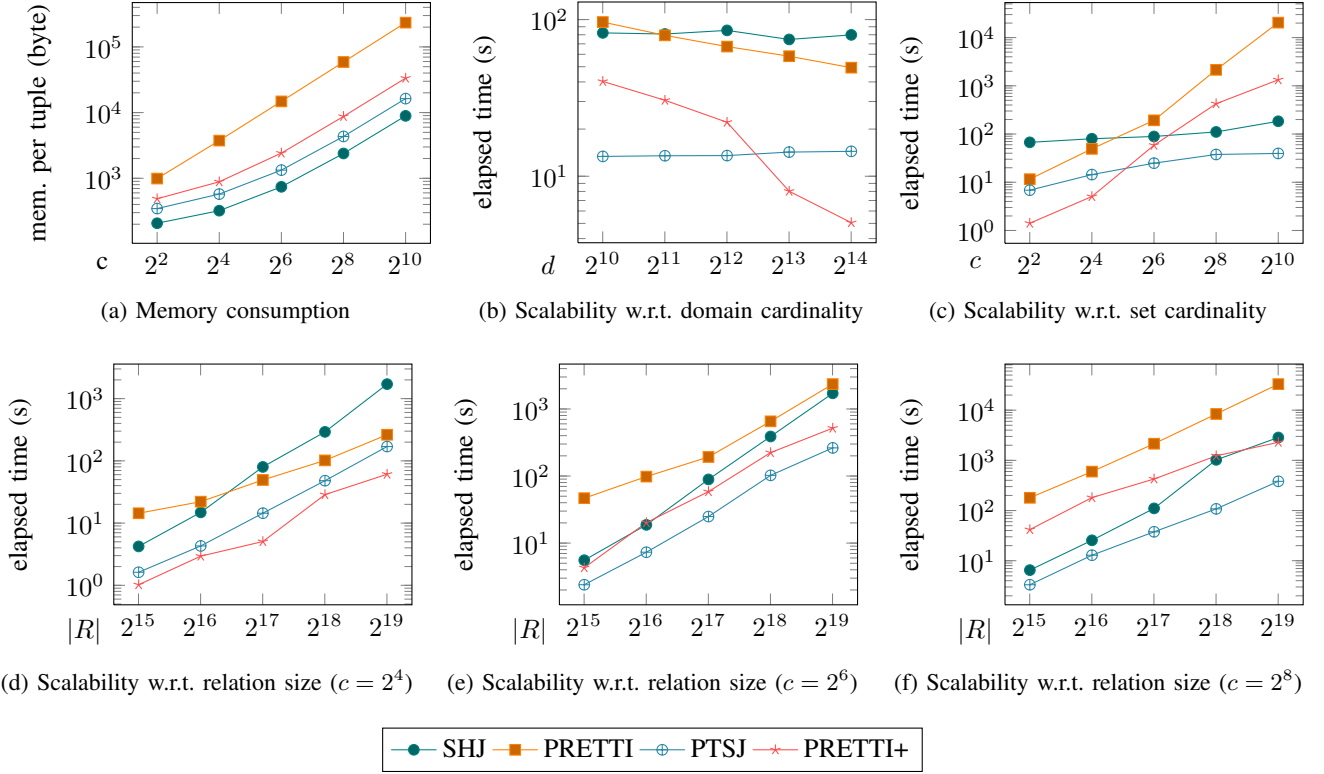 10^5
10^4
10^3
mem. per tuple (byte)
c 2^2 2^4 2^6 2^8 2^10
(a) Memory consumption
10^2
10^1
elapsed time (s)
d 2^10 2^11 2^12 2^13 2^14
(b) Scalability w.r.t. domain cardinality
10^4
10^3
10^2
10^1
10^0
elapsed time (s)
c 2^2 2^4 2^6 2^8 2^10
(c) Scalability w.r.t. set cardinality
10^3
10^2
10^1
10^0
elapsed time (s)
|R| 2^15 2^16 2^17 2^18 2^19
(d) Scalability w.r.t. relation size (c = 2^4)
10^3
10^2
10^1
elapsed time (s)
|R| 2^15 2^16 2^17 2^18 2^19
(e) Scalability w.r.t. relation size (c = 2^6)
10^4
10^3
10^2
10^1
elapsed time (s)
|R| 2^15 2^16 2^17 2^18 2^19
(f) Scalability w.r.t. relation size (c = 2^8)
SHJ PRETTI PTSJ PRETTI+